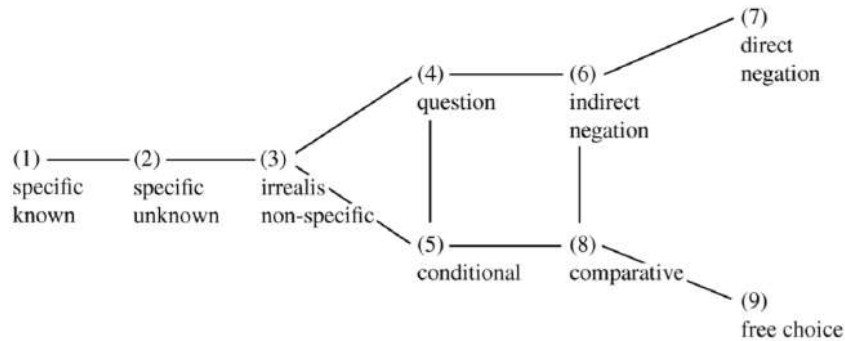 (7)
direct
negation
(4)
question
(6)
indirect
negation
(1)
specific
known
(2)
specific
unknown
(3)
irrealis
non-specific
(5)
conditional
(8)
comparative
(9)
free choice